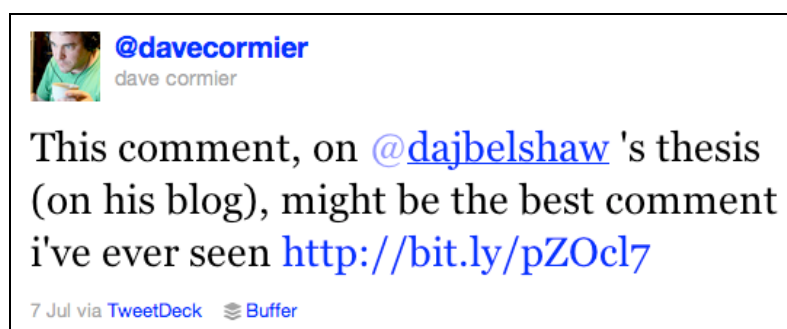 @davecormier
dave cormier
This comment, on @dajbelshaw 's thesis
(on his blog), might be the best comment
i've ever seen http://bit.ly/pZOcl7
7 Jul via TweetDeck Buffer